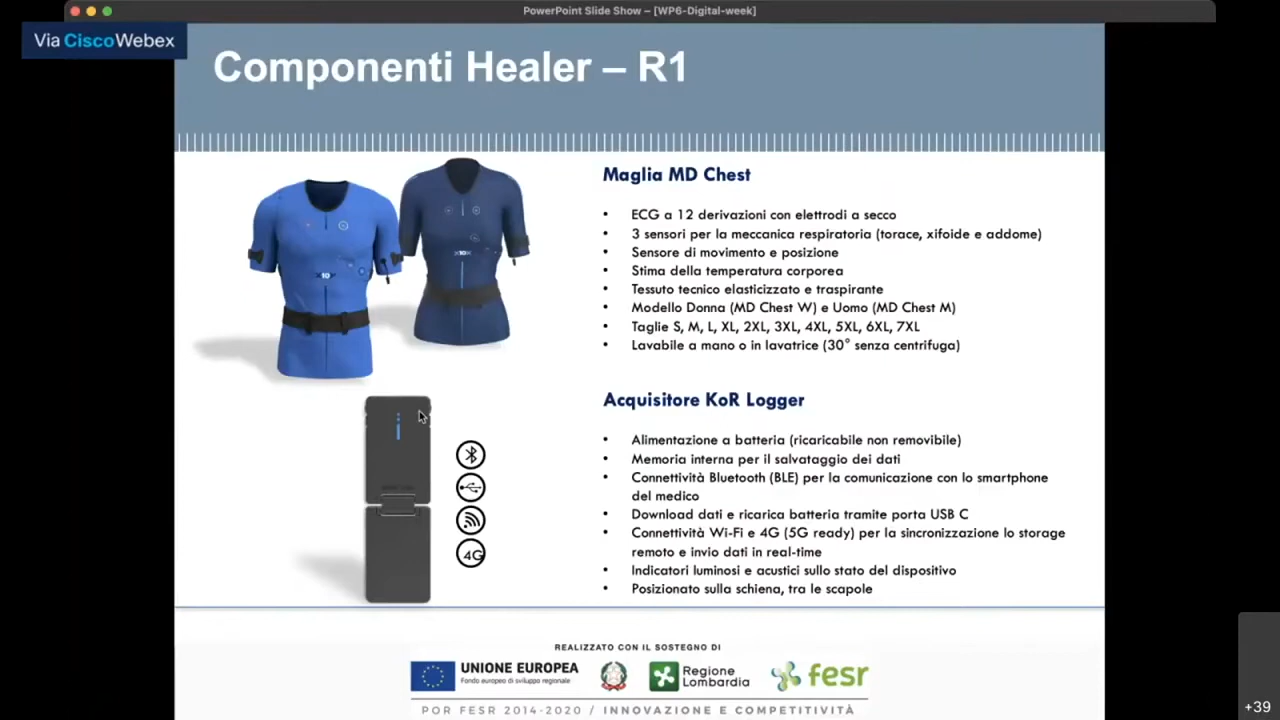 PowerPoint Slide Show – [WP6-Digital-week]
Via CiscoWebex
Componenti Healer – R1
Maglia MD Chest
• ECG a 12 derivazioni con elettrodi a secco
• 3 sensori per la meccanica respiratoria (torace, xifoide e addome)
• Sensore di movimento e posizione
• Stima della temperatura corporea
• Tessuto tecnico elasticizzato e traspirante
• Modello Donna (MD Chest W) e Uomo (MD Chest M)
• Taglie S, M, L, XL, 2XL, 3XL, 4XL, 5XL, 6XL, 7XL
• Lavabile a mano o in lavatrice (30° senza centrifuga)
Acquisitore KoR Logger
• Alimentazione a batteria (ricaricabile non removibile)
• Memoria interna per il salvataggio dei dati
• Connettività Bluetooth (BLE) per la comunicazione con lo smartphone
del medico
• Download dati e ricarica batteria tramite porta USB C
• Connettività Wi-Fi e 4G (5G ready) per la sincronizzazione lo storage
remoto e invio dati in real-time
• Indicatori luminosi e acustici sullo stato del dispositivo
• Posizionato sulla schiena, tra le scapole
4G
REALIZZATO CON IL SOSTEGNO DI
UNIONE EUROPEA
Fondo europeo di sviluppo regionale
Regione
Lombardia
fesr
POR FESR 2014-2020 / INNOVAZIONE E COMPETITIVITÀ
+39